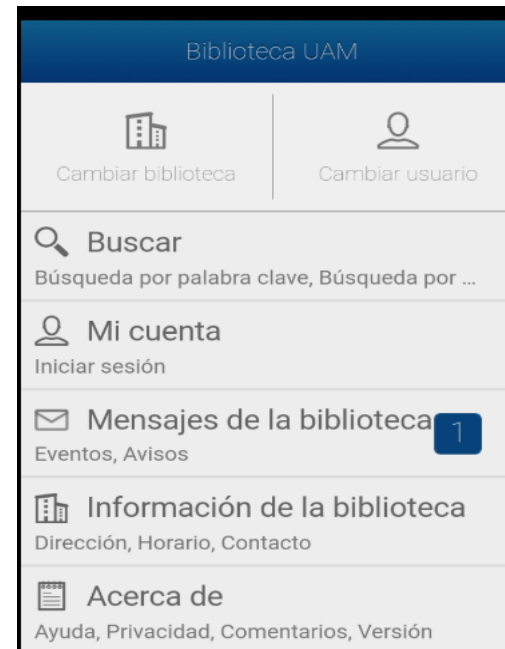 Biblioteca UAM
Cambiar biblioteca
Cambiar usuario
Buscar
Búsqueda por palabra clave, Búsqueda por ...
Mi cuenta
Iniciar sesión
Mensajes de la biblioteca
1
Eventos, Avisos
Información de la biblioteca
Dirección, Horario, Contacto
Acerca de
Ayuda, Privacidad, Comentarios, Versión